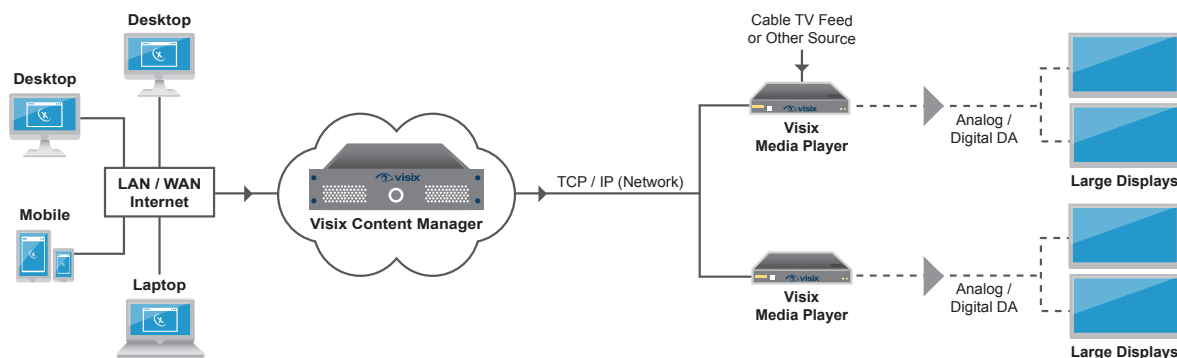 Desktop
Desktop
LAN / WAN
Internet
Mobile
Laptop
visix
Visix Content Manager
TCP / IP (Network)
Cable TV Feed
or Other Source
visix
Visix
Media Player
Analog /
Digital DA
Large Displays
visix
Visix
Media Player
Analog /
Digital DA
Large Displays